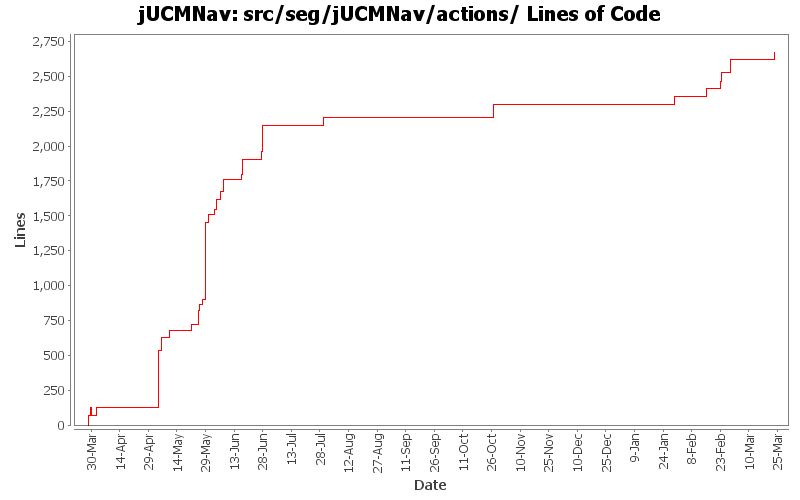 jUCMNav: src/seg/jUCMNav/actions/ Lines of Code
2,750
2,500
2,250
2,000
1,750
1,500
1,250
1,000
750
500
250
0
Lines
30-Mar
14-Apr
29-Apr
14-May
29-May
13-Jun
28-Jun
13-Jul
28-Jul
12-Aug
27-Aug
11-Sep
26-Sep
11-Oct
26-Oct
10-Nov
25-Nov
10-Dec
25-Dec
9-Jan
24-Jan
8-Feb
23-Feb
10-Mar
25-Mar
Date